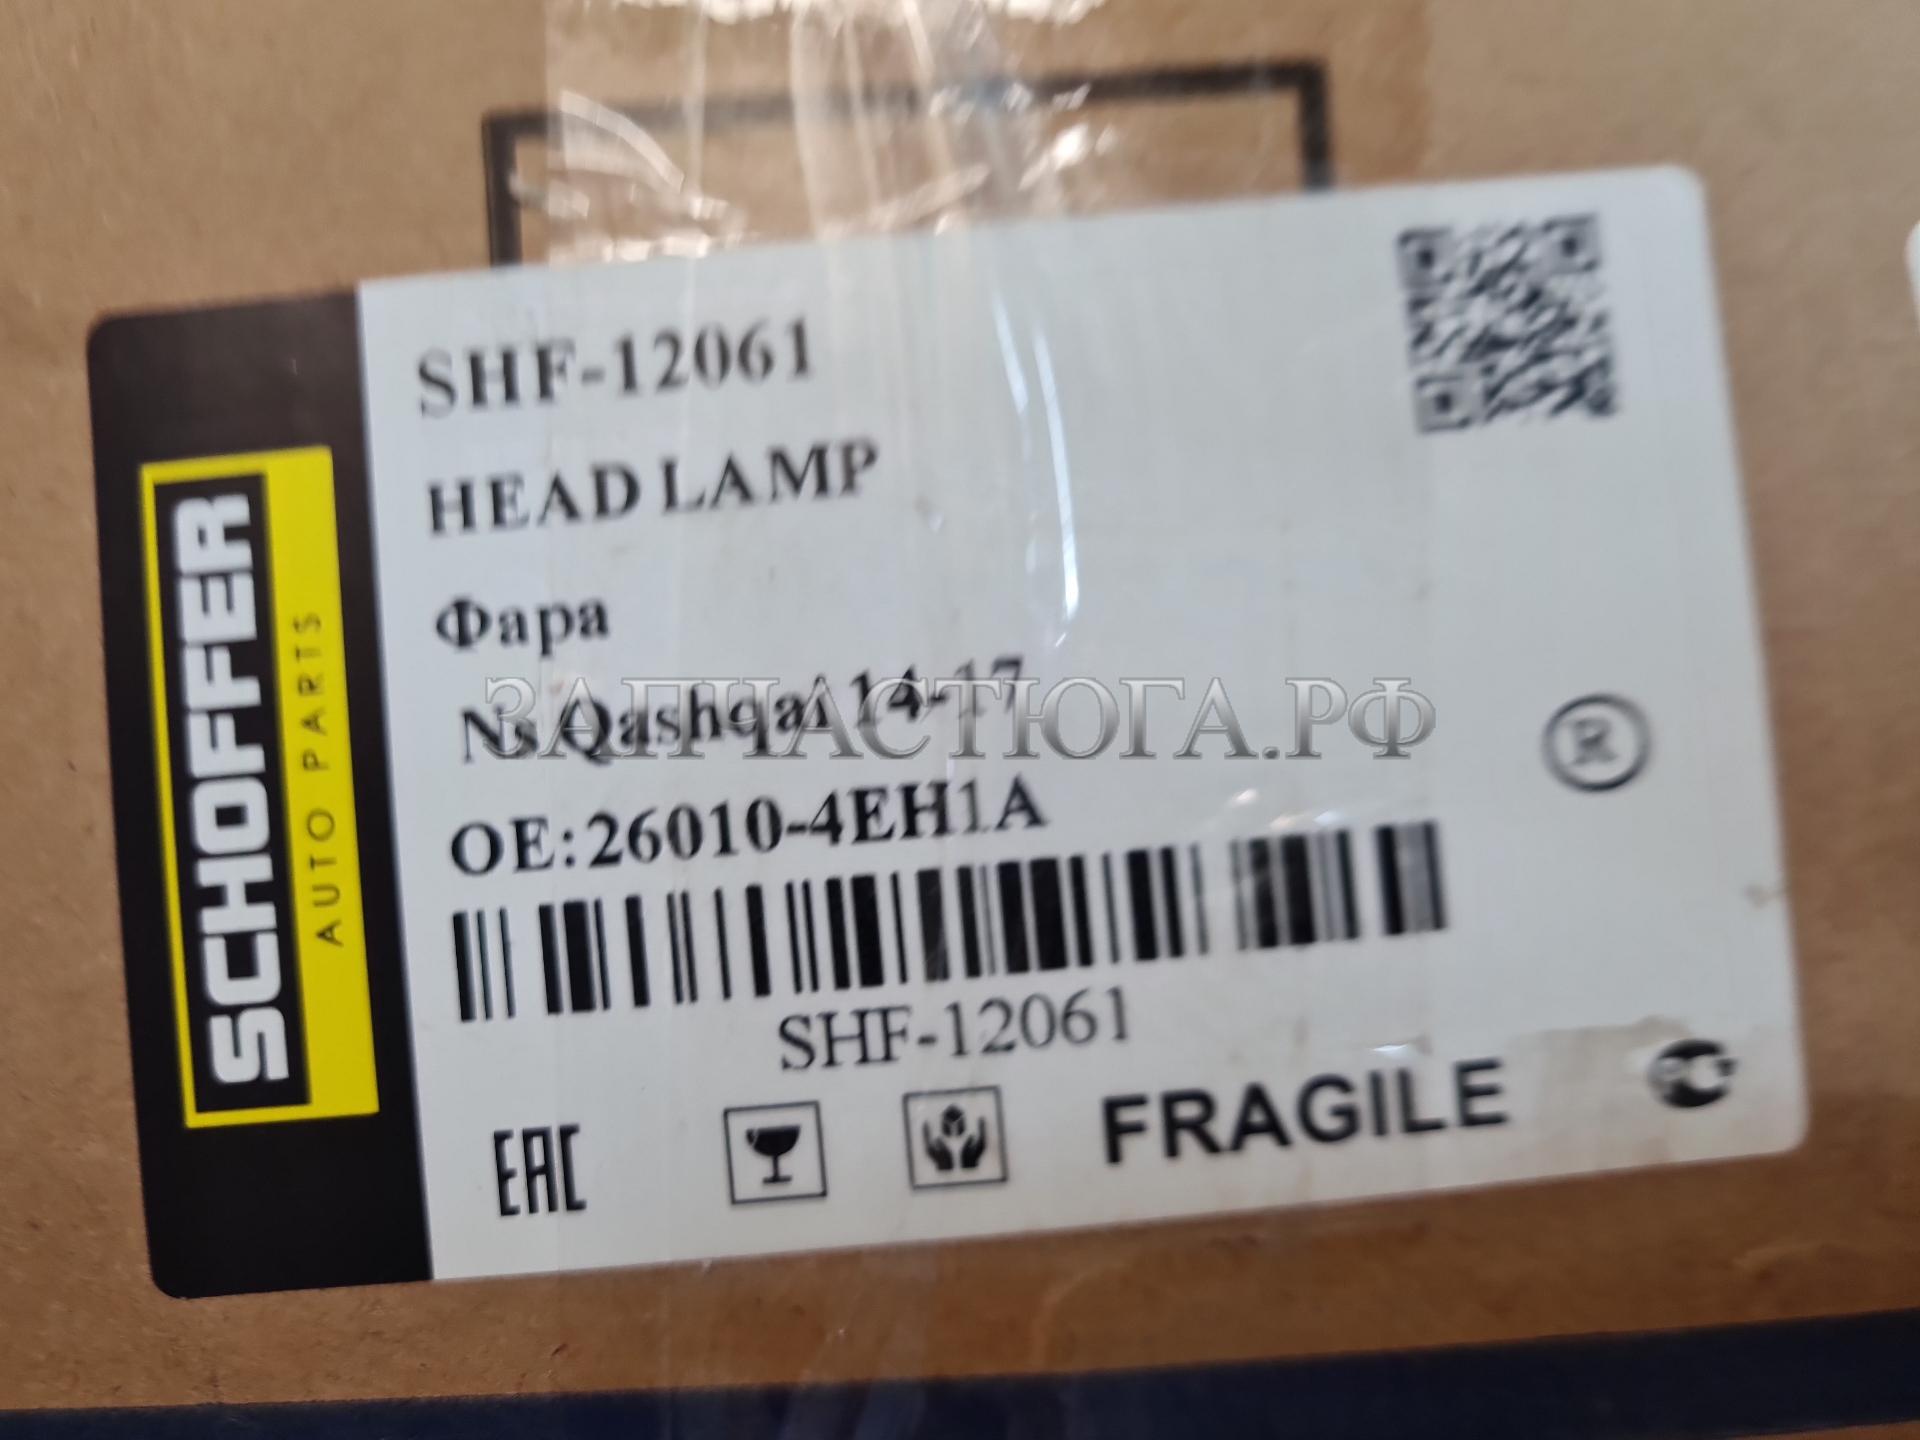 SHF-12061
HEAD LAMP
Фара
Ns Qashqai 14-17
ЗАПЧАСТЮГА.РФ
OE:26010-4EH1A
®
SHF-12061
EAC
FRAGILE
SCHOFFER
AUTO PARTS